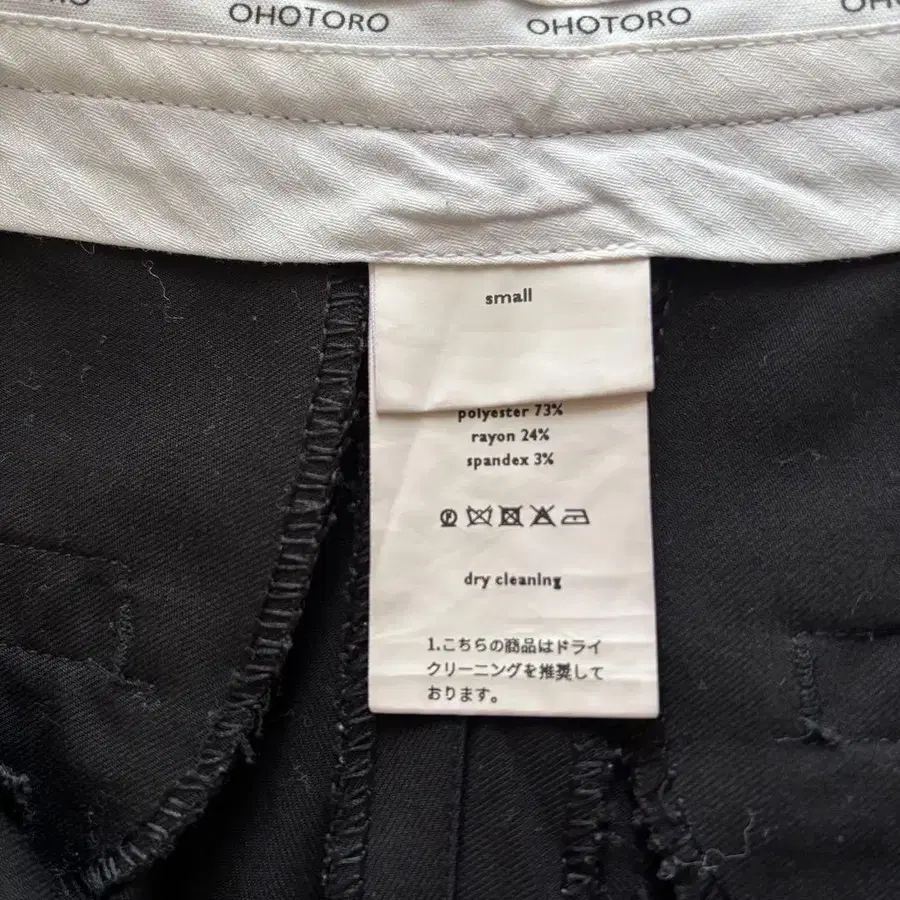 OHOTORO OHOTORO OHO
small
polyester 73%
rayon 24%
spandex 3%
dry cleaning
1.こちらの商品はドライ
クリーニングを推奨して
おります。